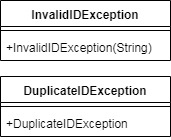 InvalidIDException
+InvalidIDException(String)
DuplicateIDException
+DuplicateIDException